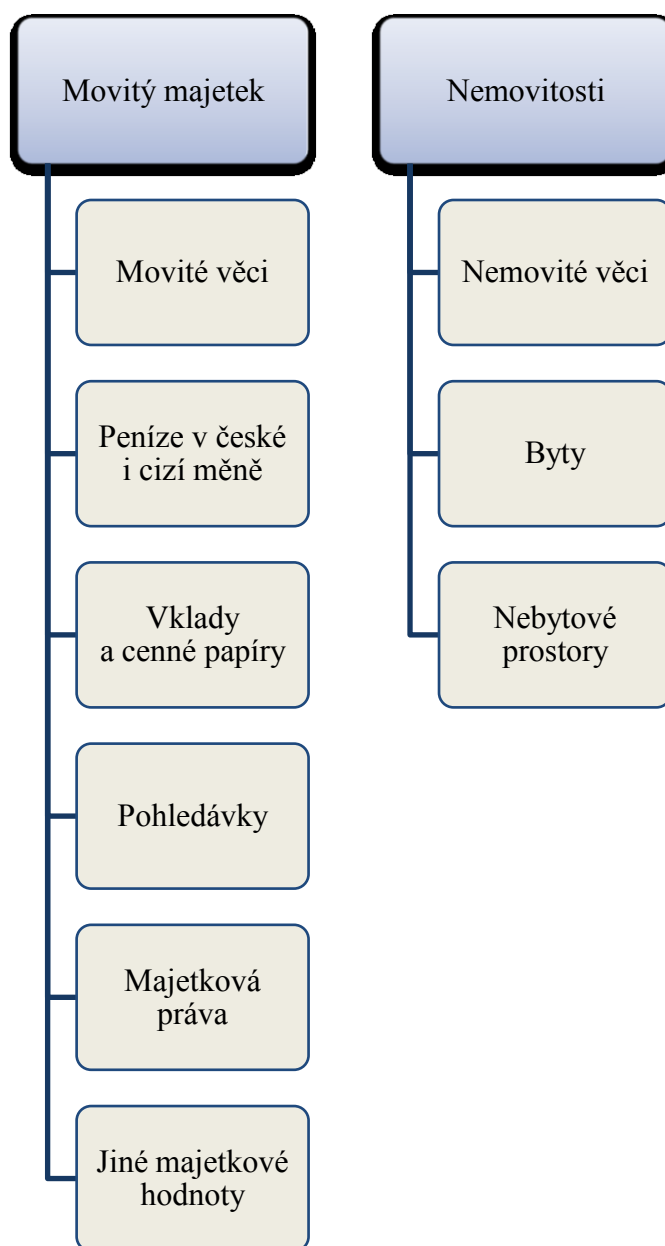 Movitý majetek
Movité věci
Peníze v české
i cizí měně
Vklady
a cenné papíry
Pohledávky
Majetková
práva
Jiné majetkové
hodnoty
Nemovitosti
Nemovité věci
Byty
Nebytové
prostory